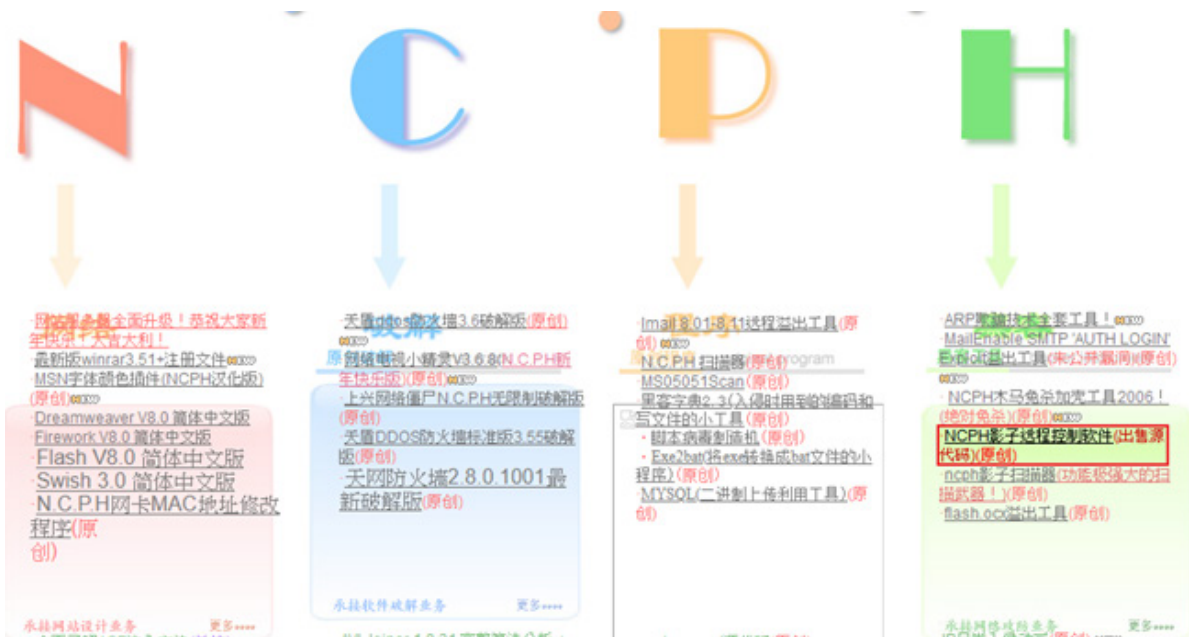 N
C
P
H
网站服务器全面升级！恭祝大家新
年快乐！大吉大利！
最新版winrar3.51+注册文件
MSN字体颜色插件(NCPH汉化版)
(原创)
Dreamweaver V8.0 简体中文版
Firework V8.0 简体中文版
Flash V8.0 简体中文版
Swish 3.0 简体中文版
N.C.P.H网卡MAC地址修改
程序(原
创)
承接网站设计业务 更多
天盾ddos防火墙3.6破解版(原创)
网络电视小精灵V3.6.8(N.C.P.H新
年快乐版)(原创)
上兴网络僵尸N.C.P.H无限制破解版
(原创)
天盾DDOS防火墙标准版3.55破解
版(原创)
天网防火墙2.8.0.1001最
新破解版(原创)
承接软件破解业务 更多
Imail 8.01-8.11远程溢出工具(原
创)
N.C.P.H 扫描器(原创)
MS05051Scan(原创)
黑客字典2.3(入侵时用到的编码和
写文件的小工具(原创)
·脚本病毒制造机 (原创)
·Exe2bat(将exe转换成bat文件的小
程序) (原创)
MYSQL(二进制上传利用工具)(原
创)
ARP欺骗技术全套工具！
MailEnable SMTP 'AUTH LOGIN'
Exploit溢出工具(未公开漏洞)(原创)
NCPH木马免杀加壳工具2006！
(绝对免杀)(原创)
NCPH影子远程控制软件(出售源
代码)(原创)
ncph影子扫描器(功能极强大的扫
描武器！)(原创)
flash.ocx溢出工具(原创)
承接网络攻防业务 更多